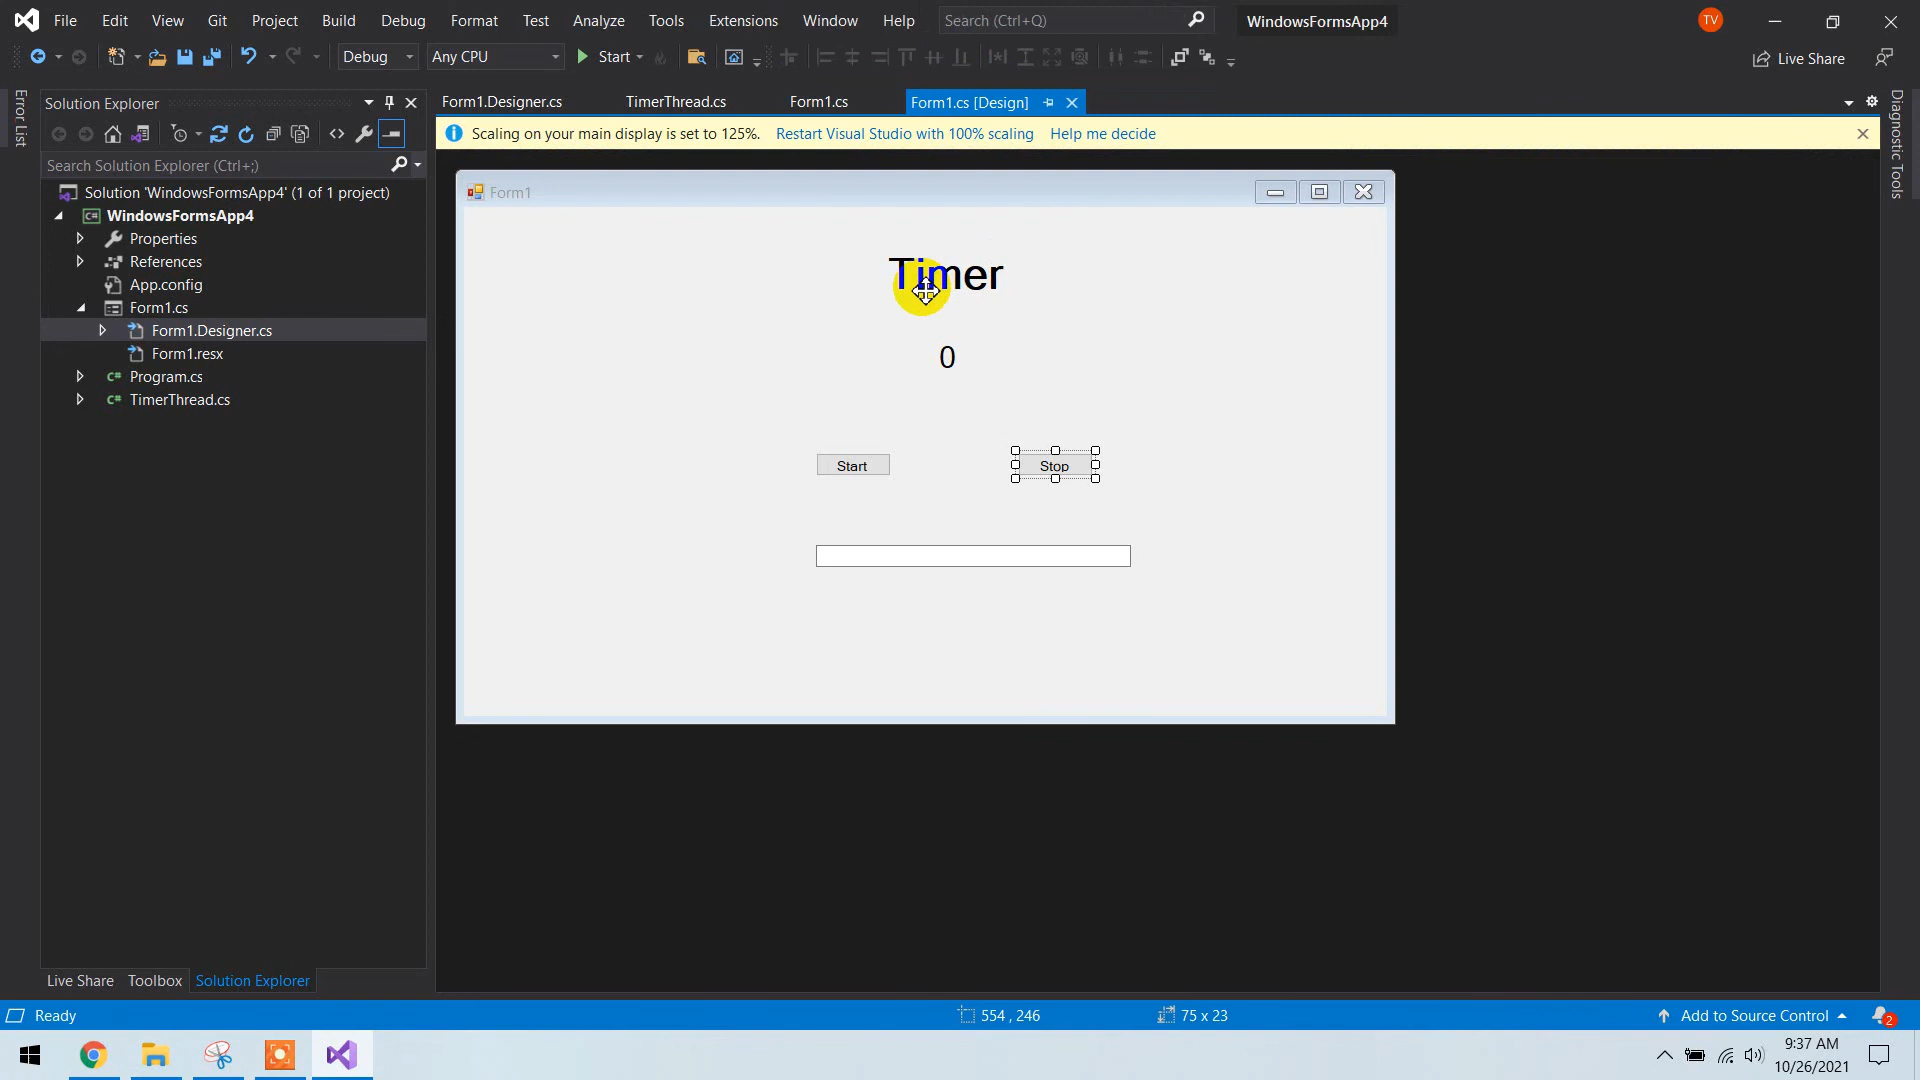 File Edit View Git Project Build Debug Format Test Analyze Tools Extensions Window Help Search (Ctrl+Q) WindowsFormsApp4 TV
Debug Any CPU Start Live Share
Error List
Solution Explorer
Search Solution Explorer (Ctrl+;)
Solution 'WindowsFormsApp4' (1 of 1 project)
C# WindowsFormsApp4
Properties
References
App.config
Form1.cs
Form1.Designer.cs
Form1.resx
C# Program.cs
C# TimerThread.cs
Live Share Toolbox Solution Explorer
Form1.Designer.cs TimerThread.cs Form1.cs Form1.cs [Design]
Scaling on your main display is set to 125%. Restart Visual Studio with 100% scaling Help me decide
Form1
Timer
0
Start Stop
Diagnostic Tools
Ready 554 , 246 75 x 23 Add to Source Control 2
9:37 AM
10/26/2021